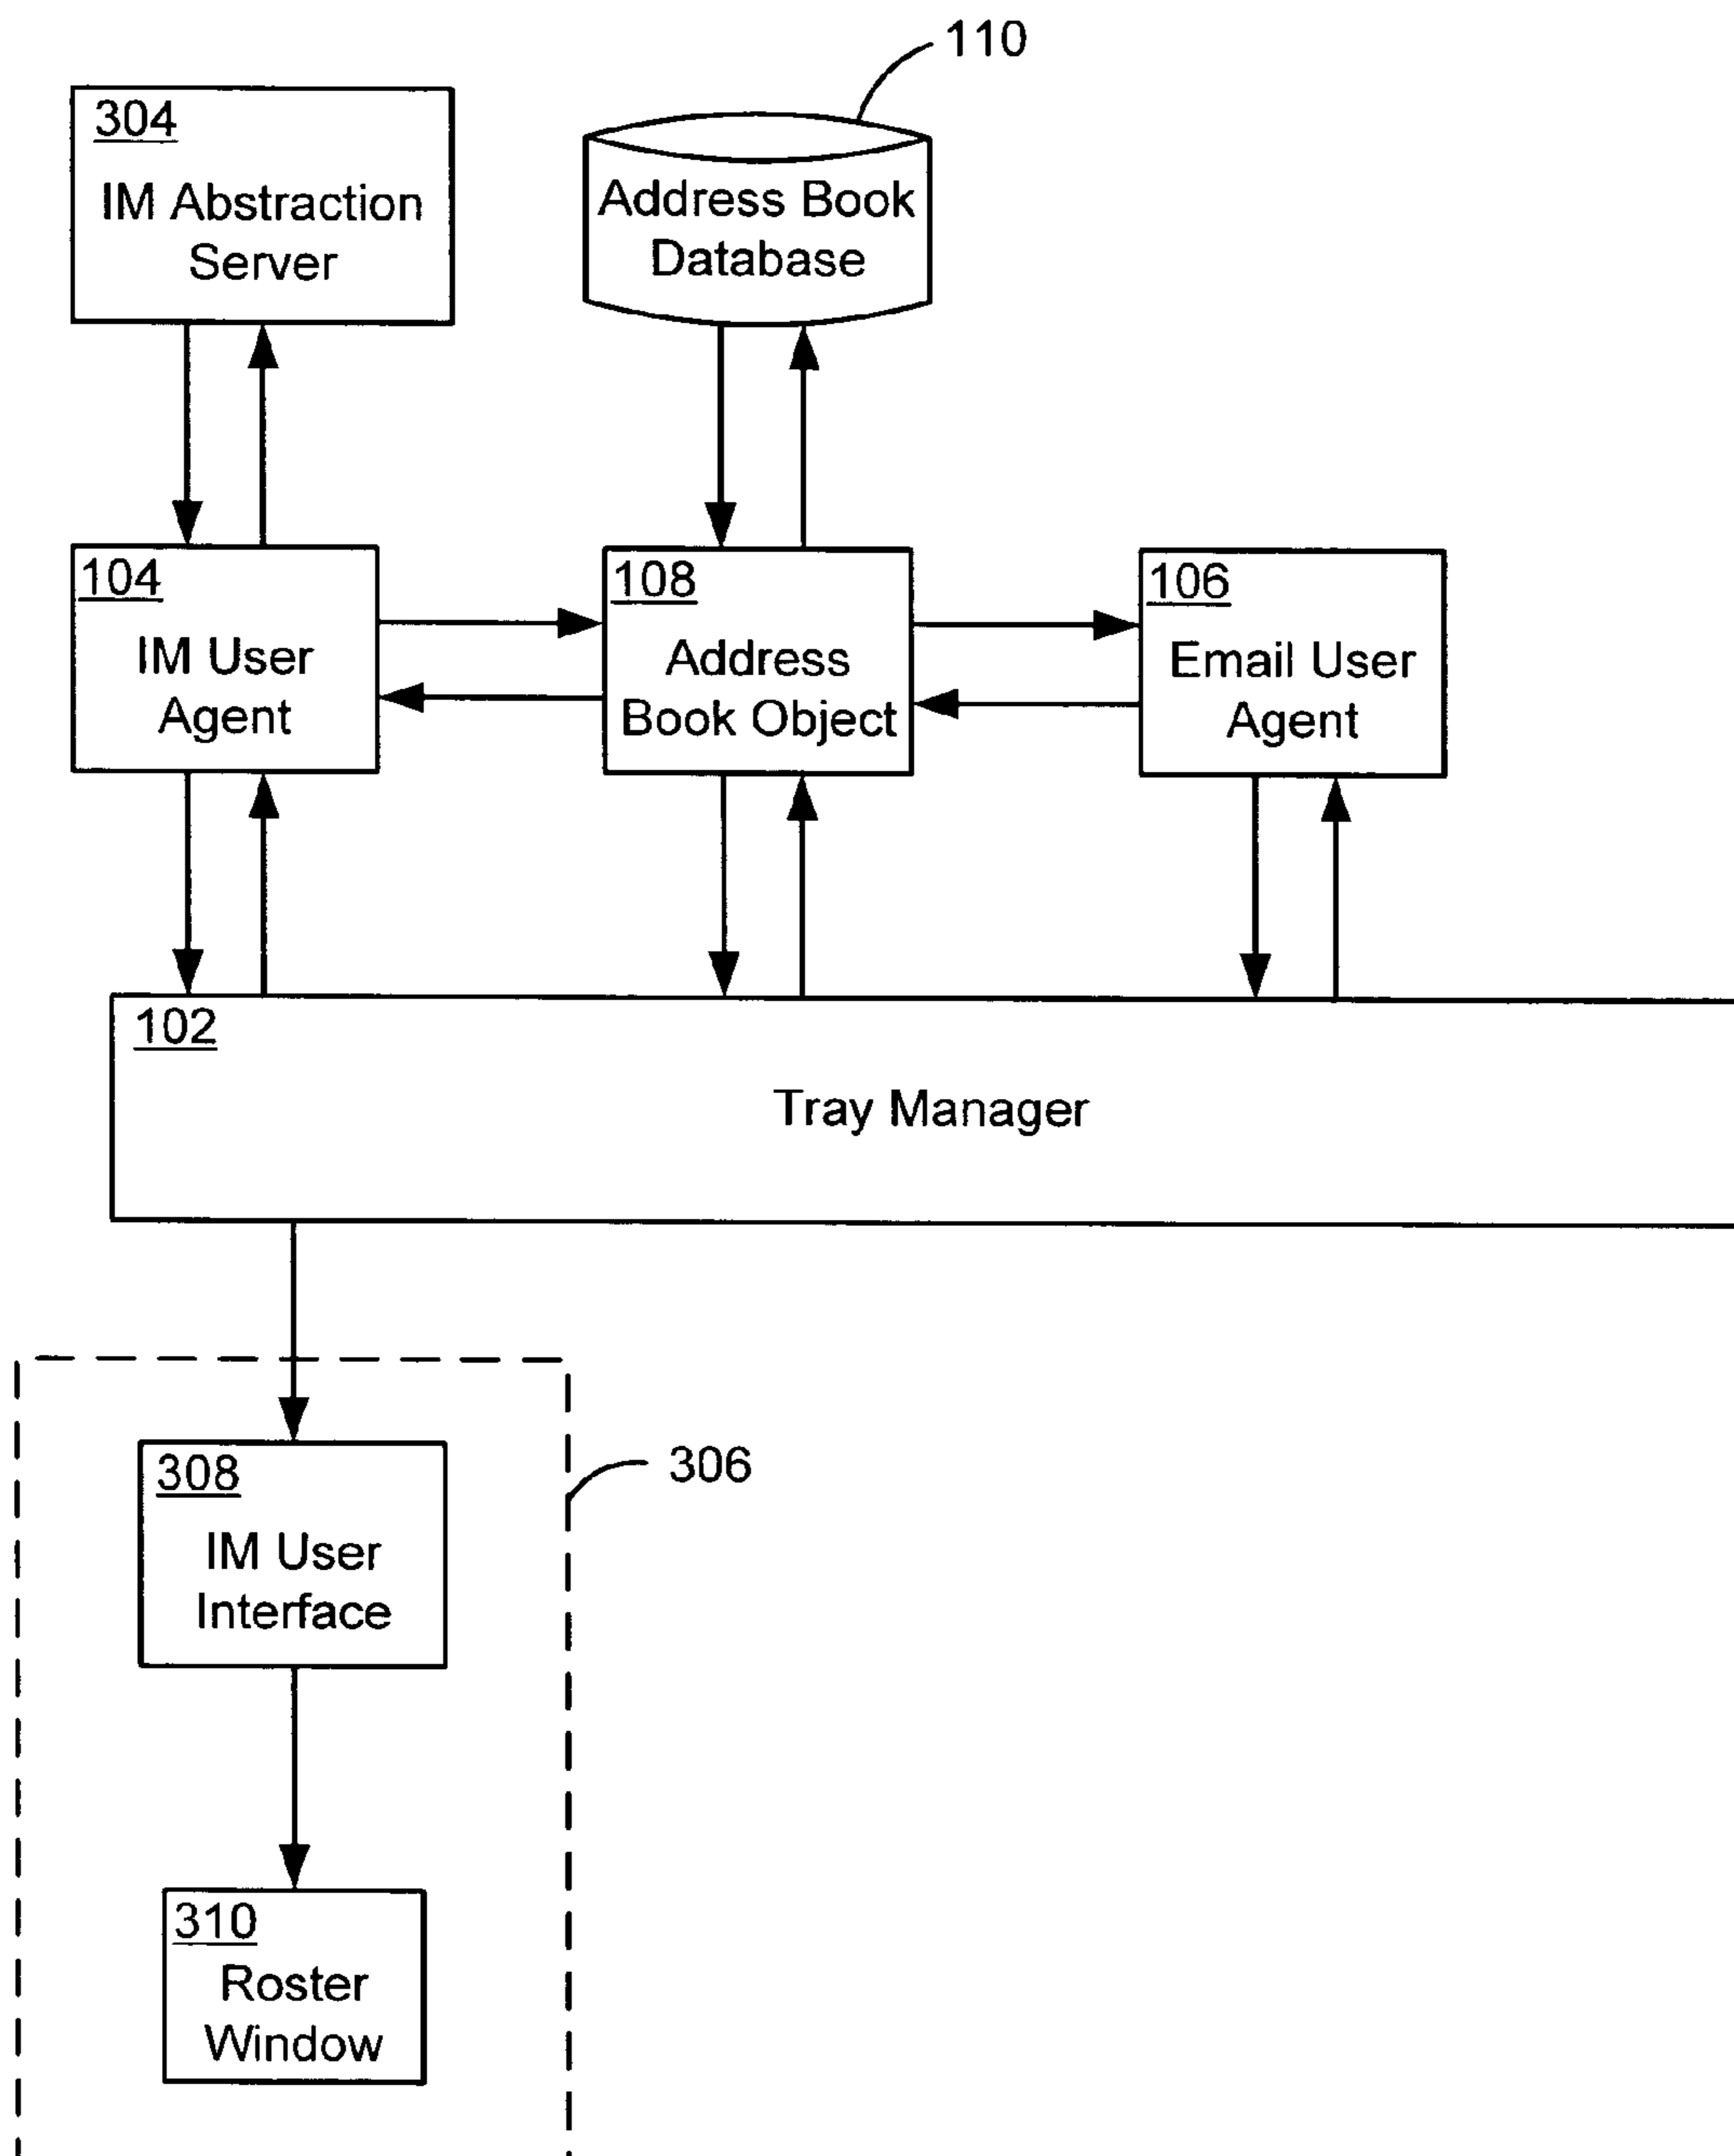 110
304
IM Abstraction
Server
Address Book
Database
104
IM User
Agent
108
Address
Book Object
106
Email User
Agent
102
Tray Manager
308
IM User
Interface
306
310
Roster
Window